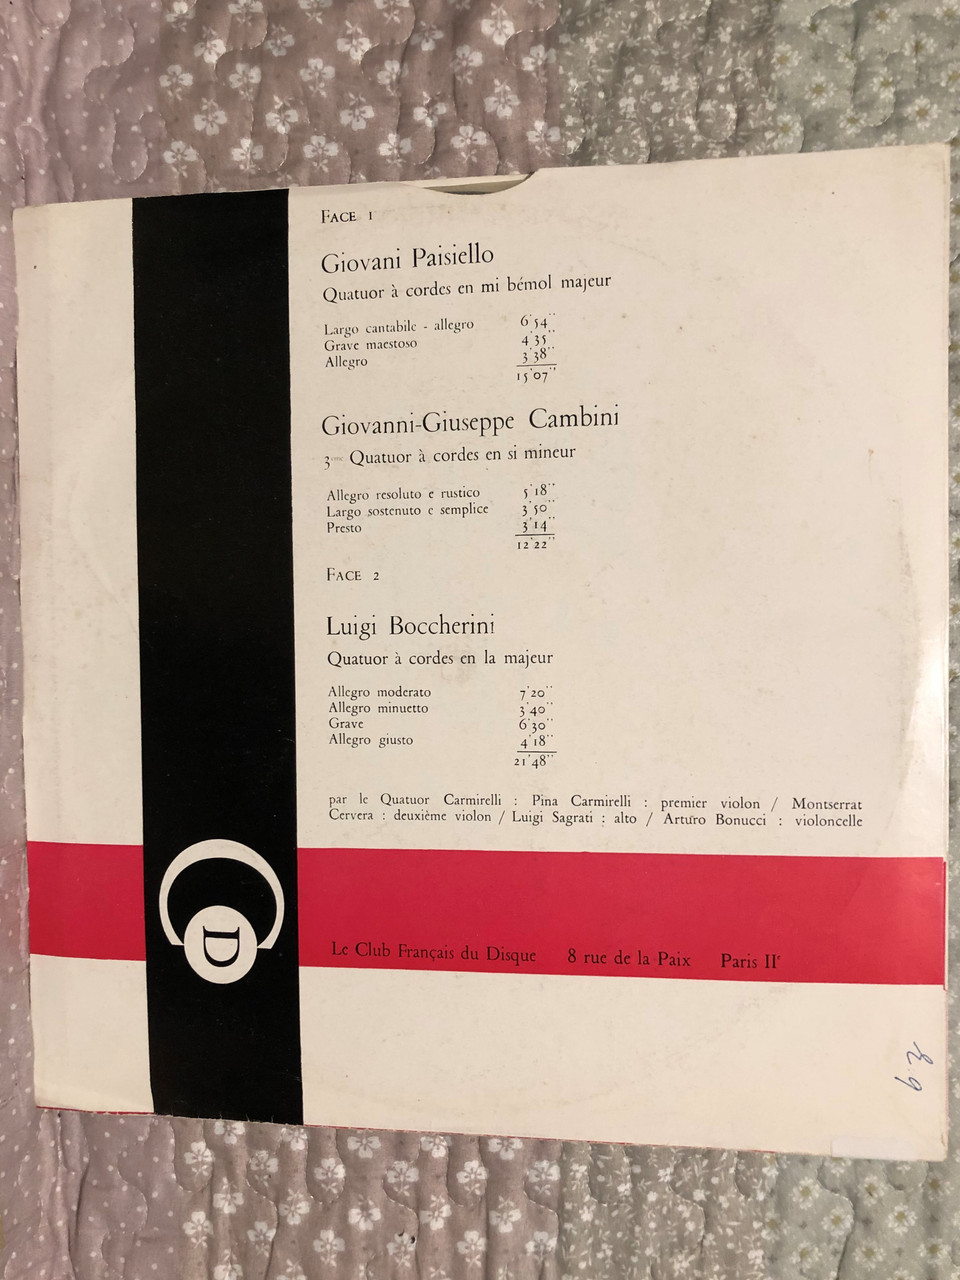 FACE 1
Giovani Paisiello
Quatuor à cordes en mi bémol majeur
Largo cantabile - allegro 6'54''
Grave maestoso 4'35''
Allegro 3'38''
15'07''
Giovanni-Giuseppe Cambini
3eme Quatuor à cordes en si mineur
Allegro resoluto e rustico 5'18''
Largo sostenuto e semplice 3'50''
Presto 3'14''
12'22''
FACE 2
Luigi Boccherini
Quatuor à cordes en la majeur
Allegro moderato 7'20''
Allegro minuetto 3'40''
Grave 6'30''
Allegro giusto 4'18''
21'48''
par le Quatuor Carmirelli : Pina Carmirelli : premier violon / Montserrat
Cervera : deuxième violon / Luigi Sagrati : alto / Arturo Bonucci : violoncelle
D
Le Club Français du Disque 8 rue de la Paix Paris IIe